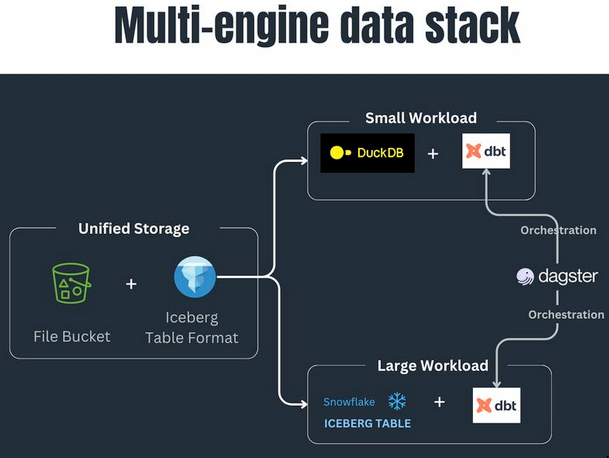 Multi-engine data stack
Small Workload
DuckDB
+
dbt
Unified Storage
Orchestration
+
dagster
Iceberg
Table Format
File Bucket
Orchestration
Large Workload
Snowflake
+
dbt
ICEBERG TABLE